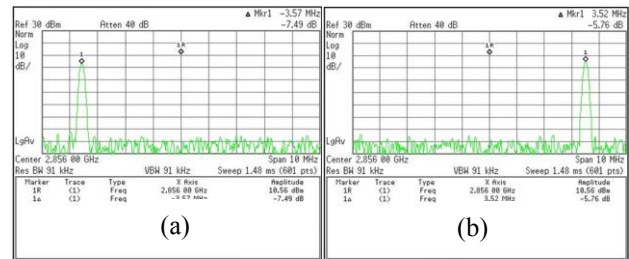 ▲ Mkr1 -3.57 MHz
Ref 30 dBm Atten 40 dB -7.49 dB
Norm
Log
10
dB/
1
1R
LgAv
Center 2.856 00 GHz Span 10 MHz
Res BW 91 kHz VBW 91 kHz Sweep 1.48 ms (601 pts)
Marker Trace Type X Axis Amplitude
1R (1) Freq 2.856 00 GHz 10.56 dBm
1▵ (1) Freq -3.57 MHz -7.49 dB
(a)
▲ Mkr1 3.52 MHz
Ref 30 dBm Atten 40 dB -5.76 dB
Norm
Log
10
dB/
1R
1
LgAv
Center 2.856 00 GHz Span 10 MHz
Res BW 91 kHz VBW 91 kHz Sweep 1.48 ms (601 pts)
Marker Trace Type X Axis Amplitude
1R (1) Freq 2.856 00 GHz 10.56 dBm
1▵ (1) Freq 3.52 MHz -5.76 dB
(b)